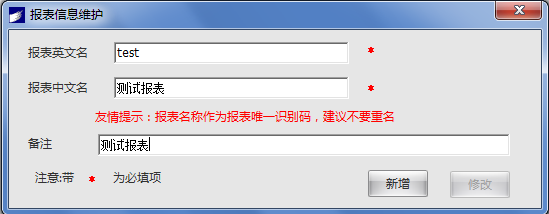 报表信息维护
报表英文名 test *
报表中文名 测试报表 *
友情提示：报表名称作为报表唯一识别码，建议不要重名
备注 测试报表
注意:带 * 为必填项 新增 修改